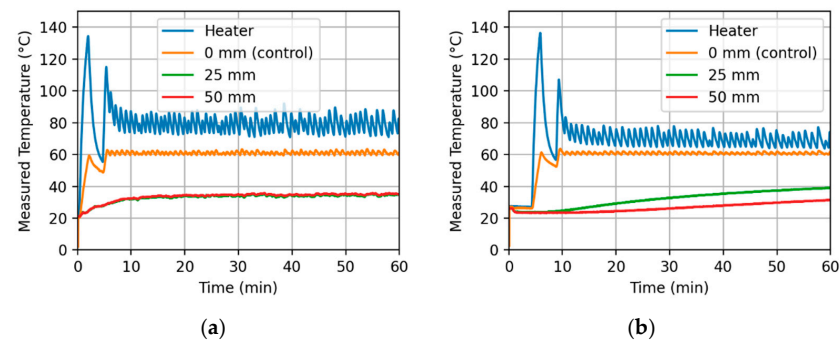 140
120
100
80
60
40
20
0
Measured Temperature (°C)
Heater
0 mm (control)
25 mm
50 mm
0 10 20 30 40 50 60
Time (min)
(a)
140
120
100
80
60
40
20
0
Measured Temperature (°C)
Heater
0 mm (control)
25 mm
50 mm
0 10 20 30 40 50 60
Time (min)
(b)